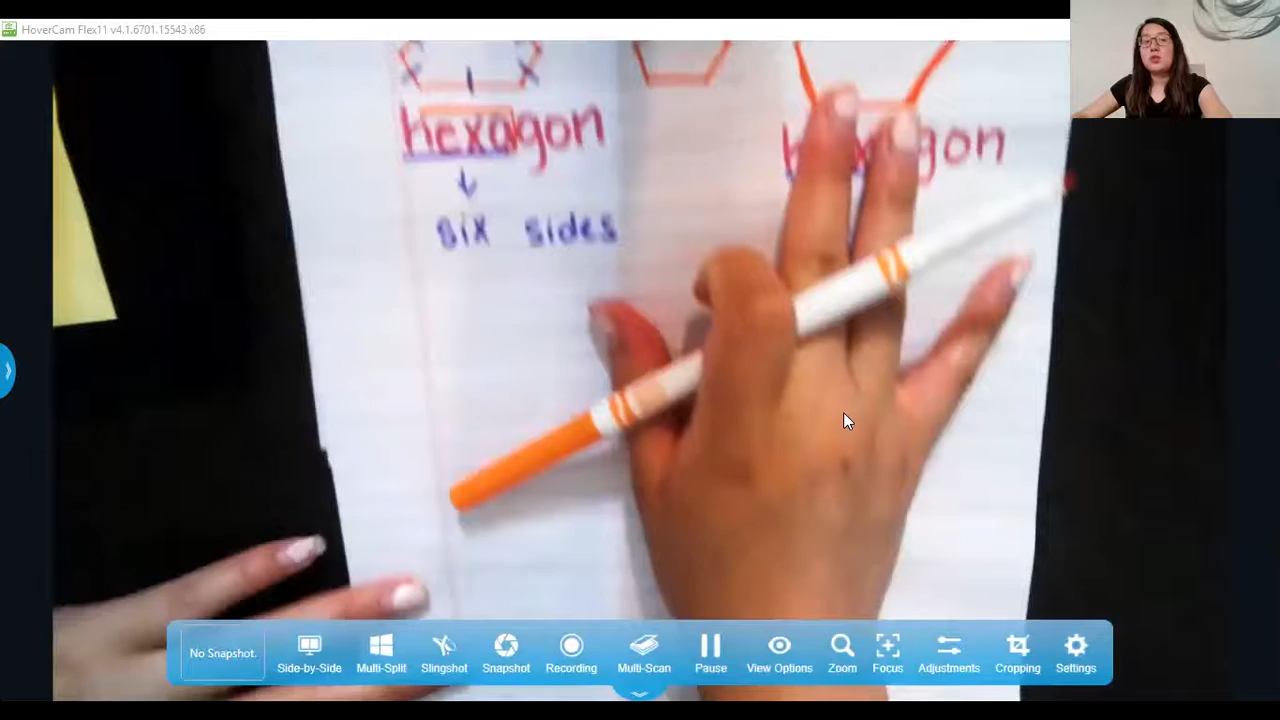 HoverCam Flex11 v4.1.6701.15543 x86
hexagon
six sides
No Snapshot.
Side-by-Side
Multi-Split
Slingshot
Snapshot
Recording
Multi-Scan
Pause
View Options
Zoom
Focus
Adjustments
Cropping
Settings